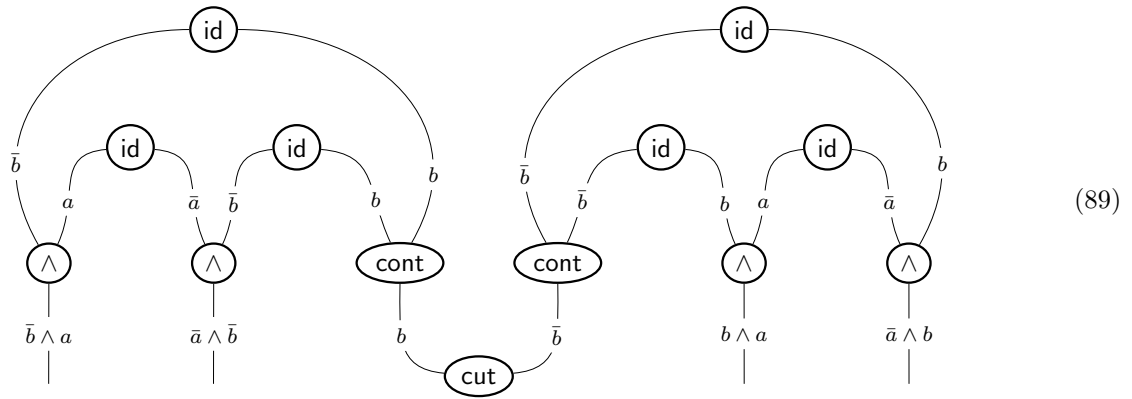 id id
id id id id
b̄ b̄ b b
a ā b̄ b b̄ b a ā
∧ ∧ cont cont ∧ ∧
b̄ ∧ a ā ∧ b̄ b b̄ b ∧ a ā ∧ b
cut
(89)